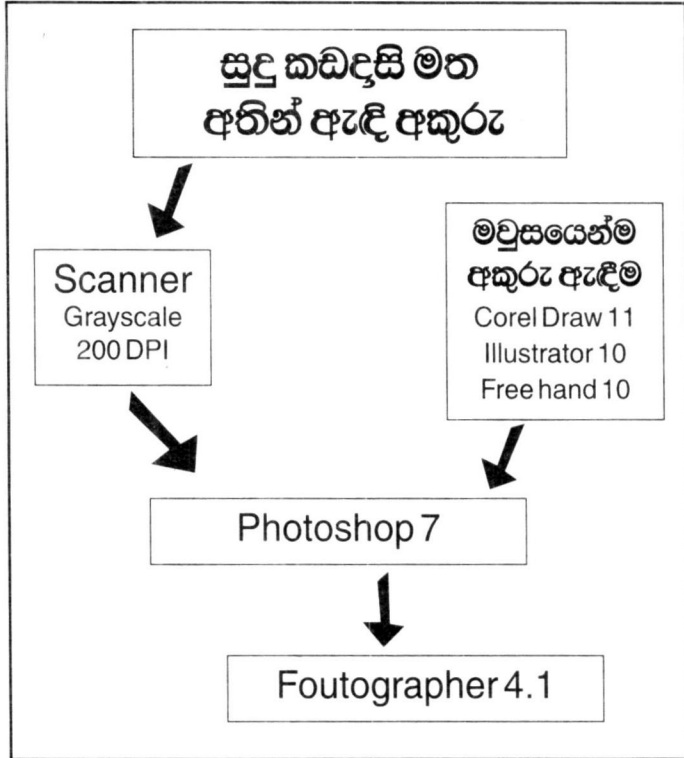 සුදු කඩදාසි මත
අතින් ඇඳි අකුරු
මවුසයෙන්ම
අකුරු ඇඳීම
Corel Draw 11
Illustrator 10
Free hand 10
Scanner
Grayscale
200 DPI
Photoshop 7
Foutographer 4.1